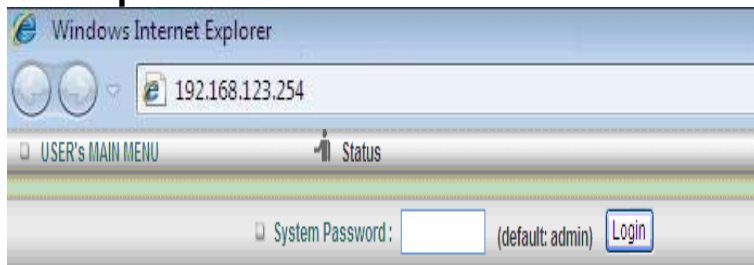 Windows Internet Explorer
192.168.123.254
USER's MAIN MENU Status
System Password : (default: admin) Login